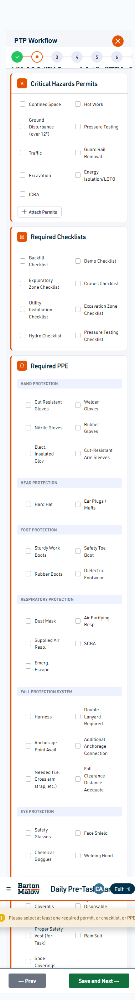 PTP Workflow
3 4 5 6
Critical Hazards Permits
Confined Space
Hot Work
Ground
Disturbance
(over 12")
Pressure Testing
Traffic
Guard Rail
Removal
Excavation
Energy
Isolation/LOTO
ICRA
Attach Permits
Required Checklists
Backfill
Checklist
Demo Checklist
Exploratory
Zone Checklist
Cranes Checklist
Utility
Installation
Checklist
Excavation Zone
Checklist
Hydro Checklist
Pressure Testing
Checklist
Required PPE
HAND PROTECTION
Cut Resistant
Gloves
Welder
Gloves
Nitrile Gloves
Rubber
Gloves
Elect.
Insulated
Glov
Cut-Resistant
Arm Sleeves
HEAD PROTECTION
Hard Hat
Ear Plugs /
Muffs
FOOT PROTECTION
Sturdy Work
Boots
Safety Toe
Boot
Rubber Boots
Dielectric
Footwear
RESPIRATORY PROTECTION
Dust Mask
Air Purifying
Resp.
Supplied Air
Resp.
SCBA
Emerg.
Escape
FALL PROTECTION SYSTEM
Harness
Double
Lanyard
Required
Anchorage
Point Avail.
Additional
Anchorage
Connection
Needed (i.e.
Cross arm
strap, etc.)
Fall
Clearance
Distance
Adequate
EYE PROTECTION
Safety
Glasses
Face Shield
Chemical
Goggles
Welding Hood
Barton
Malow
Daily Pre-Tas
CA
Exit
Coveralls
Disposable
Please select at least one required permit, or checklist, or PPE
Proper Safety
Vest (for
Task)
Rain Suit
Shoe
Coverings
← Prev
Save and Next →